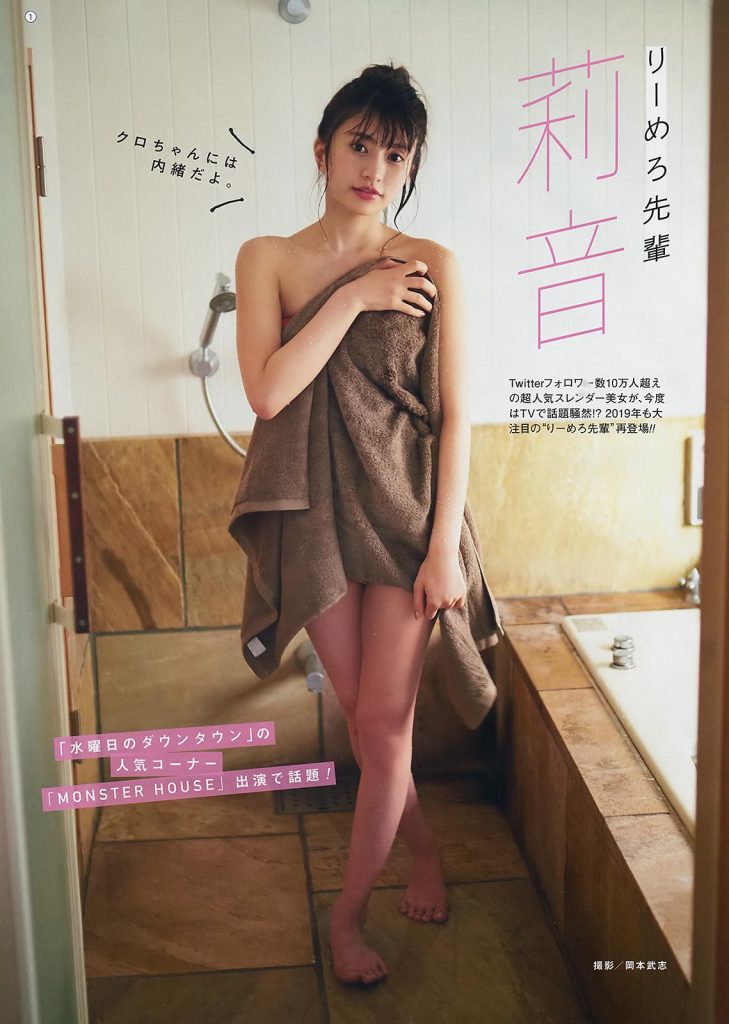 1
りーめろ先輩
莉音
クロちゃんには
内緒だよ。
Twitterフォロワ－数10万人超え
の超人気スレンダー美女が、今度
はTVで話題騒然!? 2019年も大
注目の“りーめろ先輩”再登場!!
「水曜日のダウンタウン」の
人気コーナー
「MONSTER HOUSE」出演で話題！
撮影／岡本武志